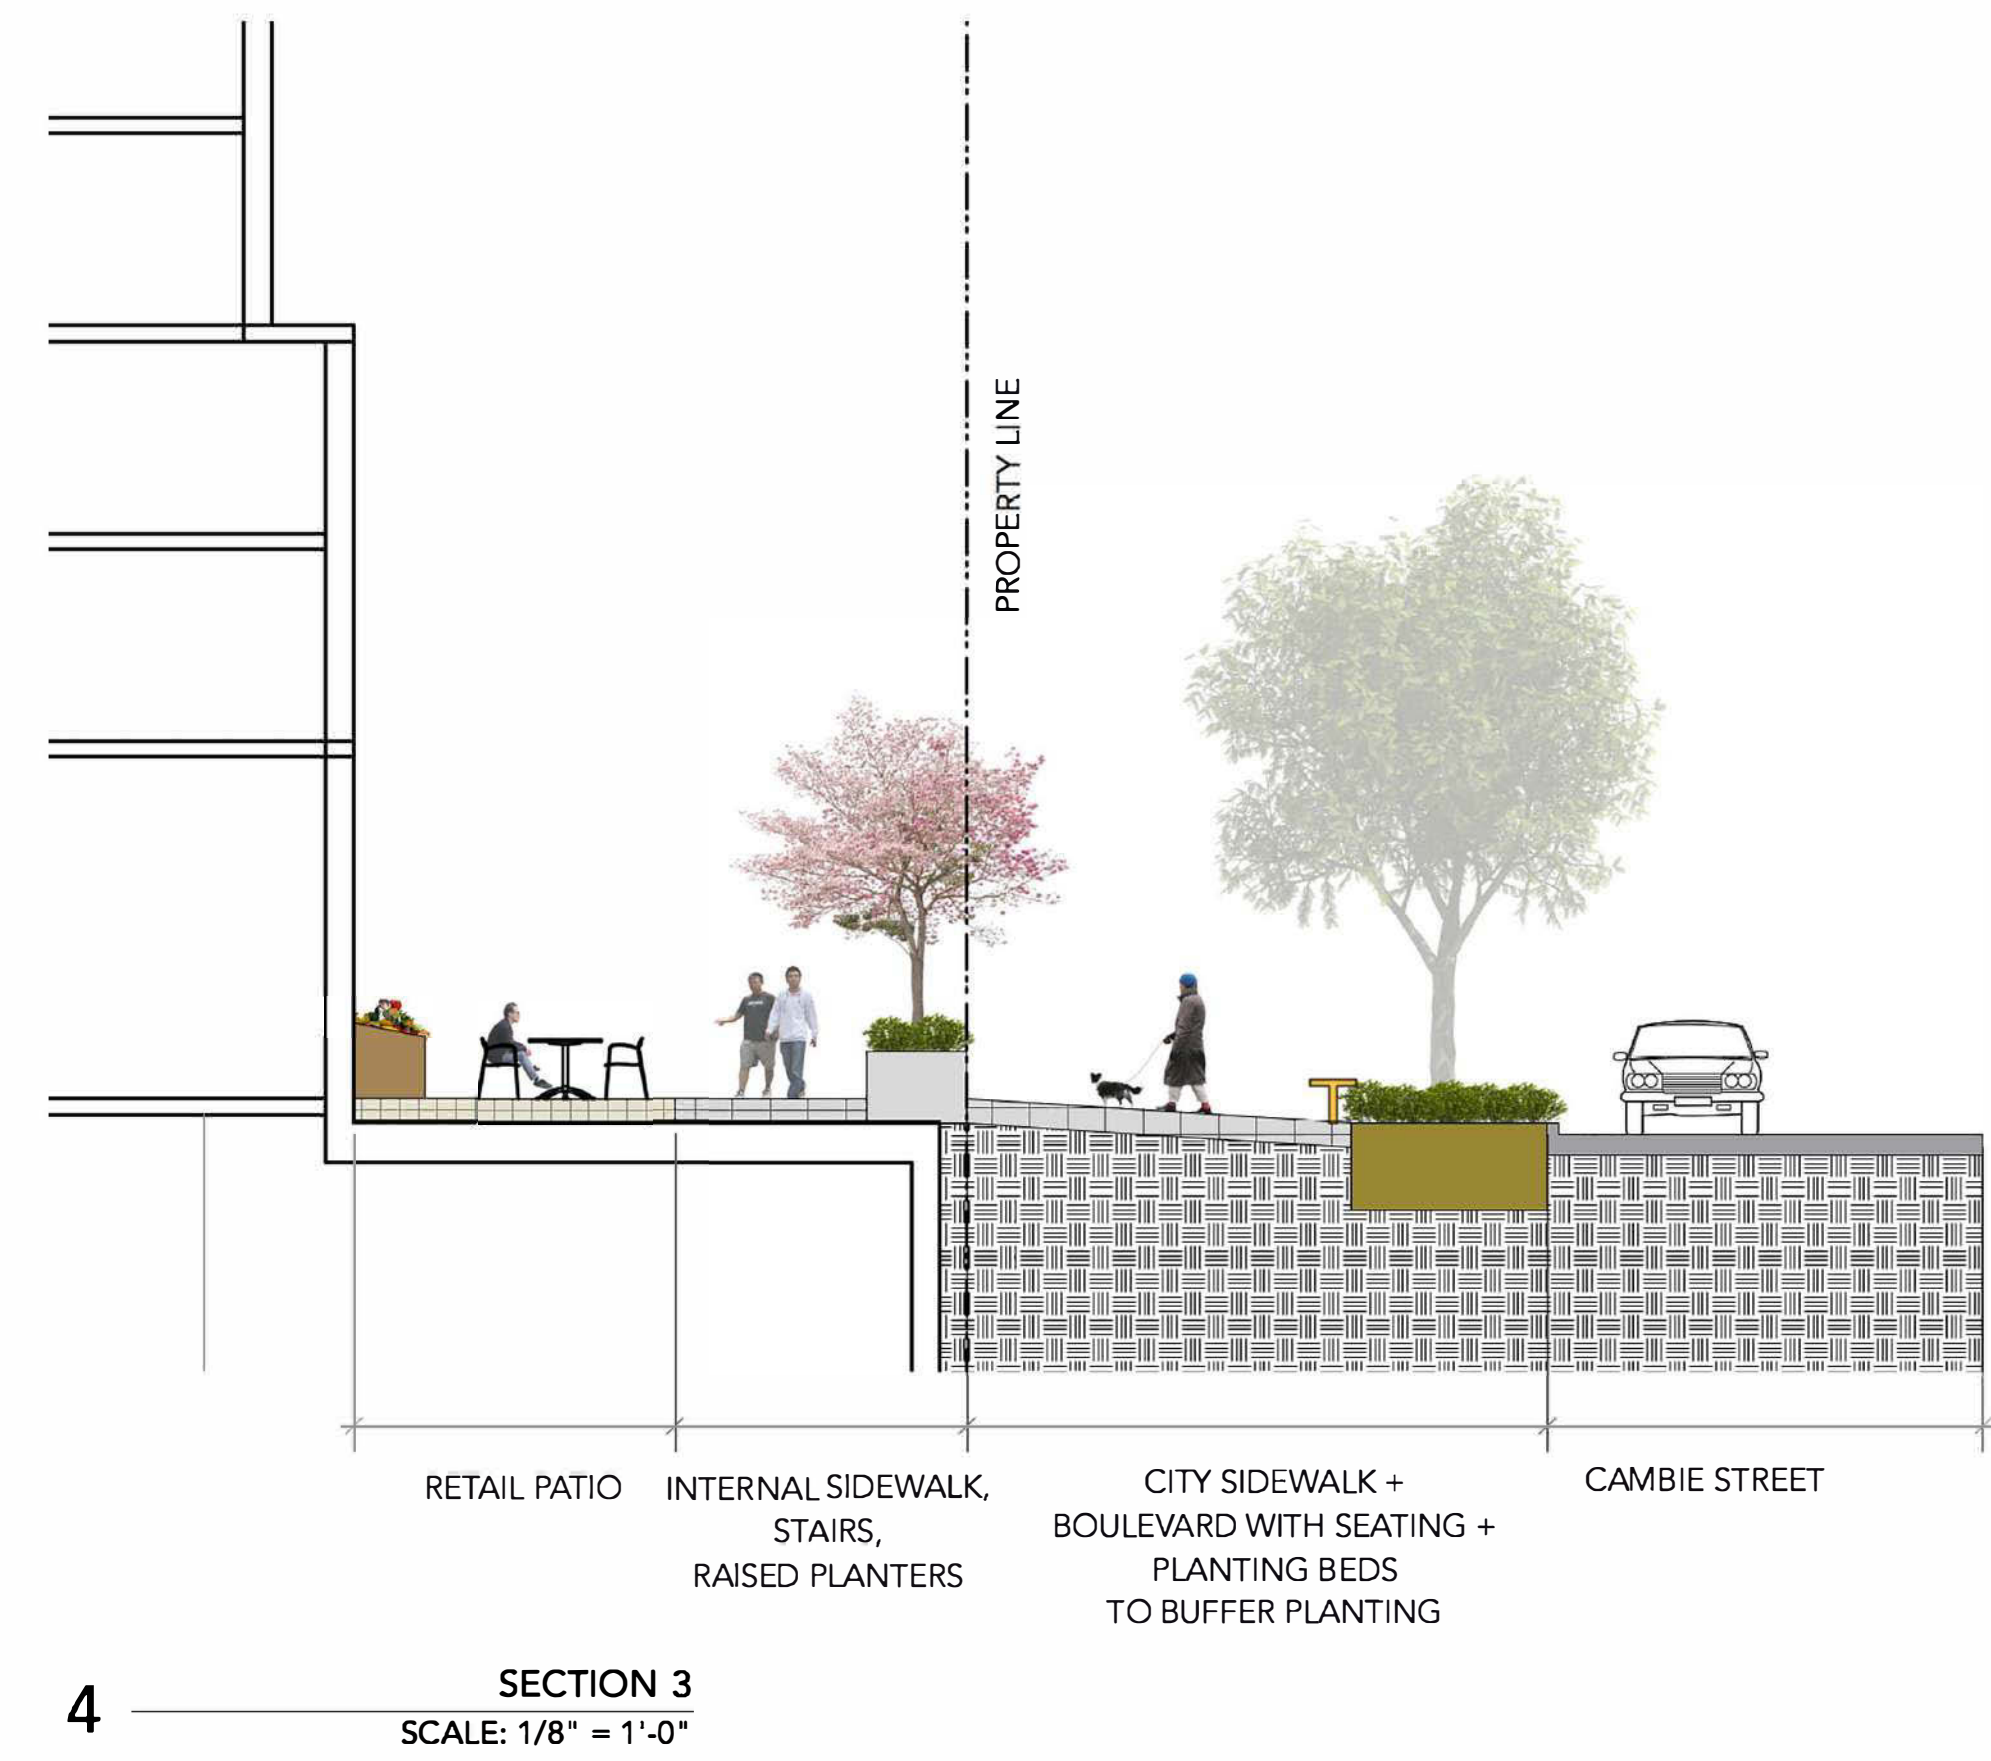 PROPERTY LINE
RETAIL PATIO
INTERNAL SIDEWALK,
STAIRS,
RAISED PLANTERS
CITY SIDEWALK +
BOULEVARD WITH SEATING +
PLANTING BEDS
TO BUFFER PLANTING
CAMBIE STREET
4
SECTION 3
SCALE: 1/8" = 1'-0"